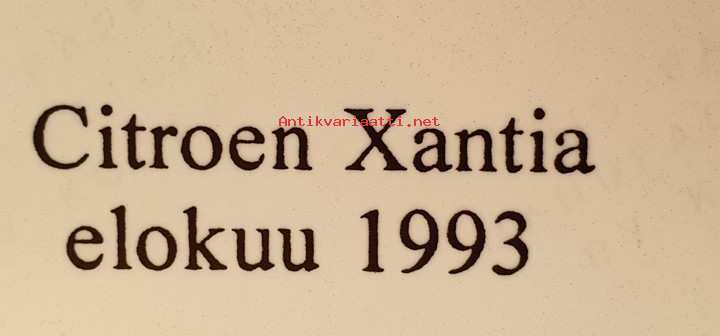 Citroen Xantia
Antikvariaatti.net
elokuu 1993